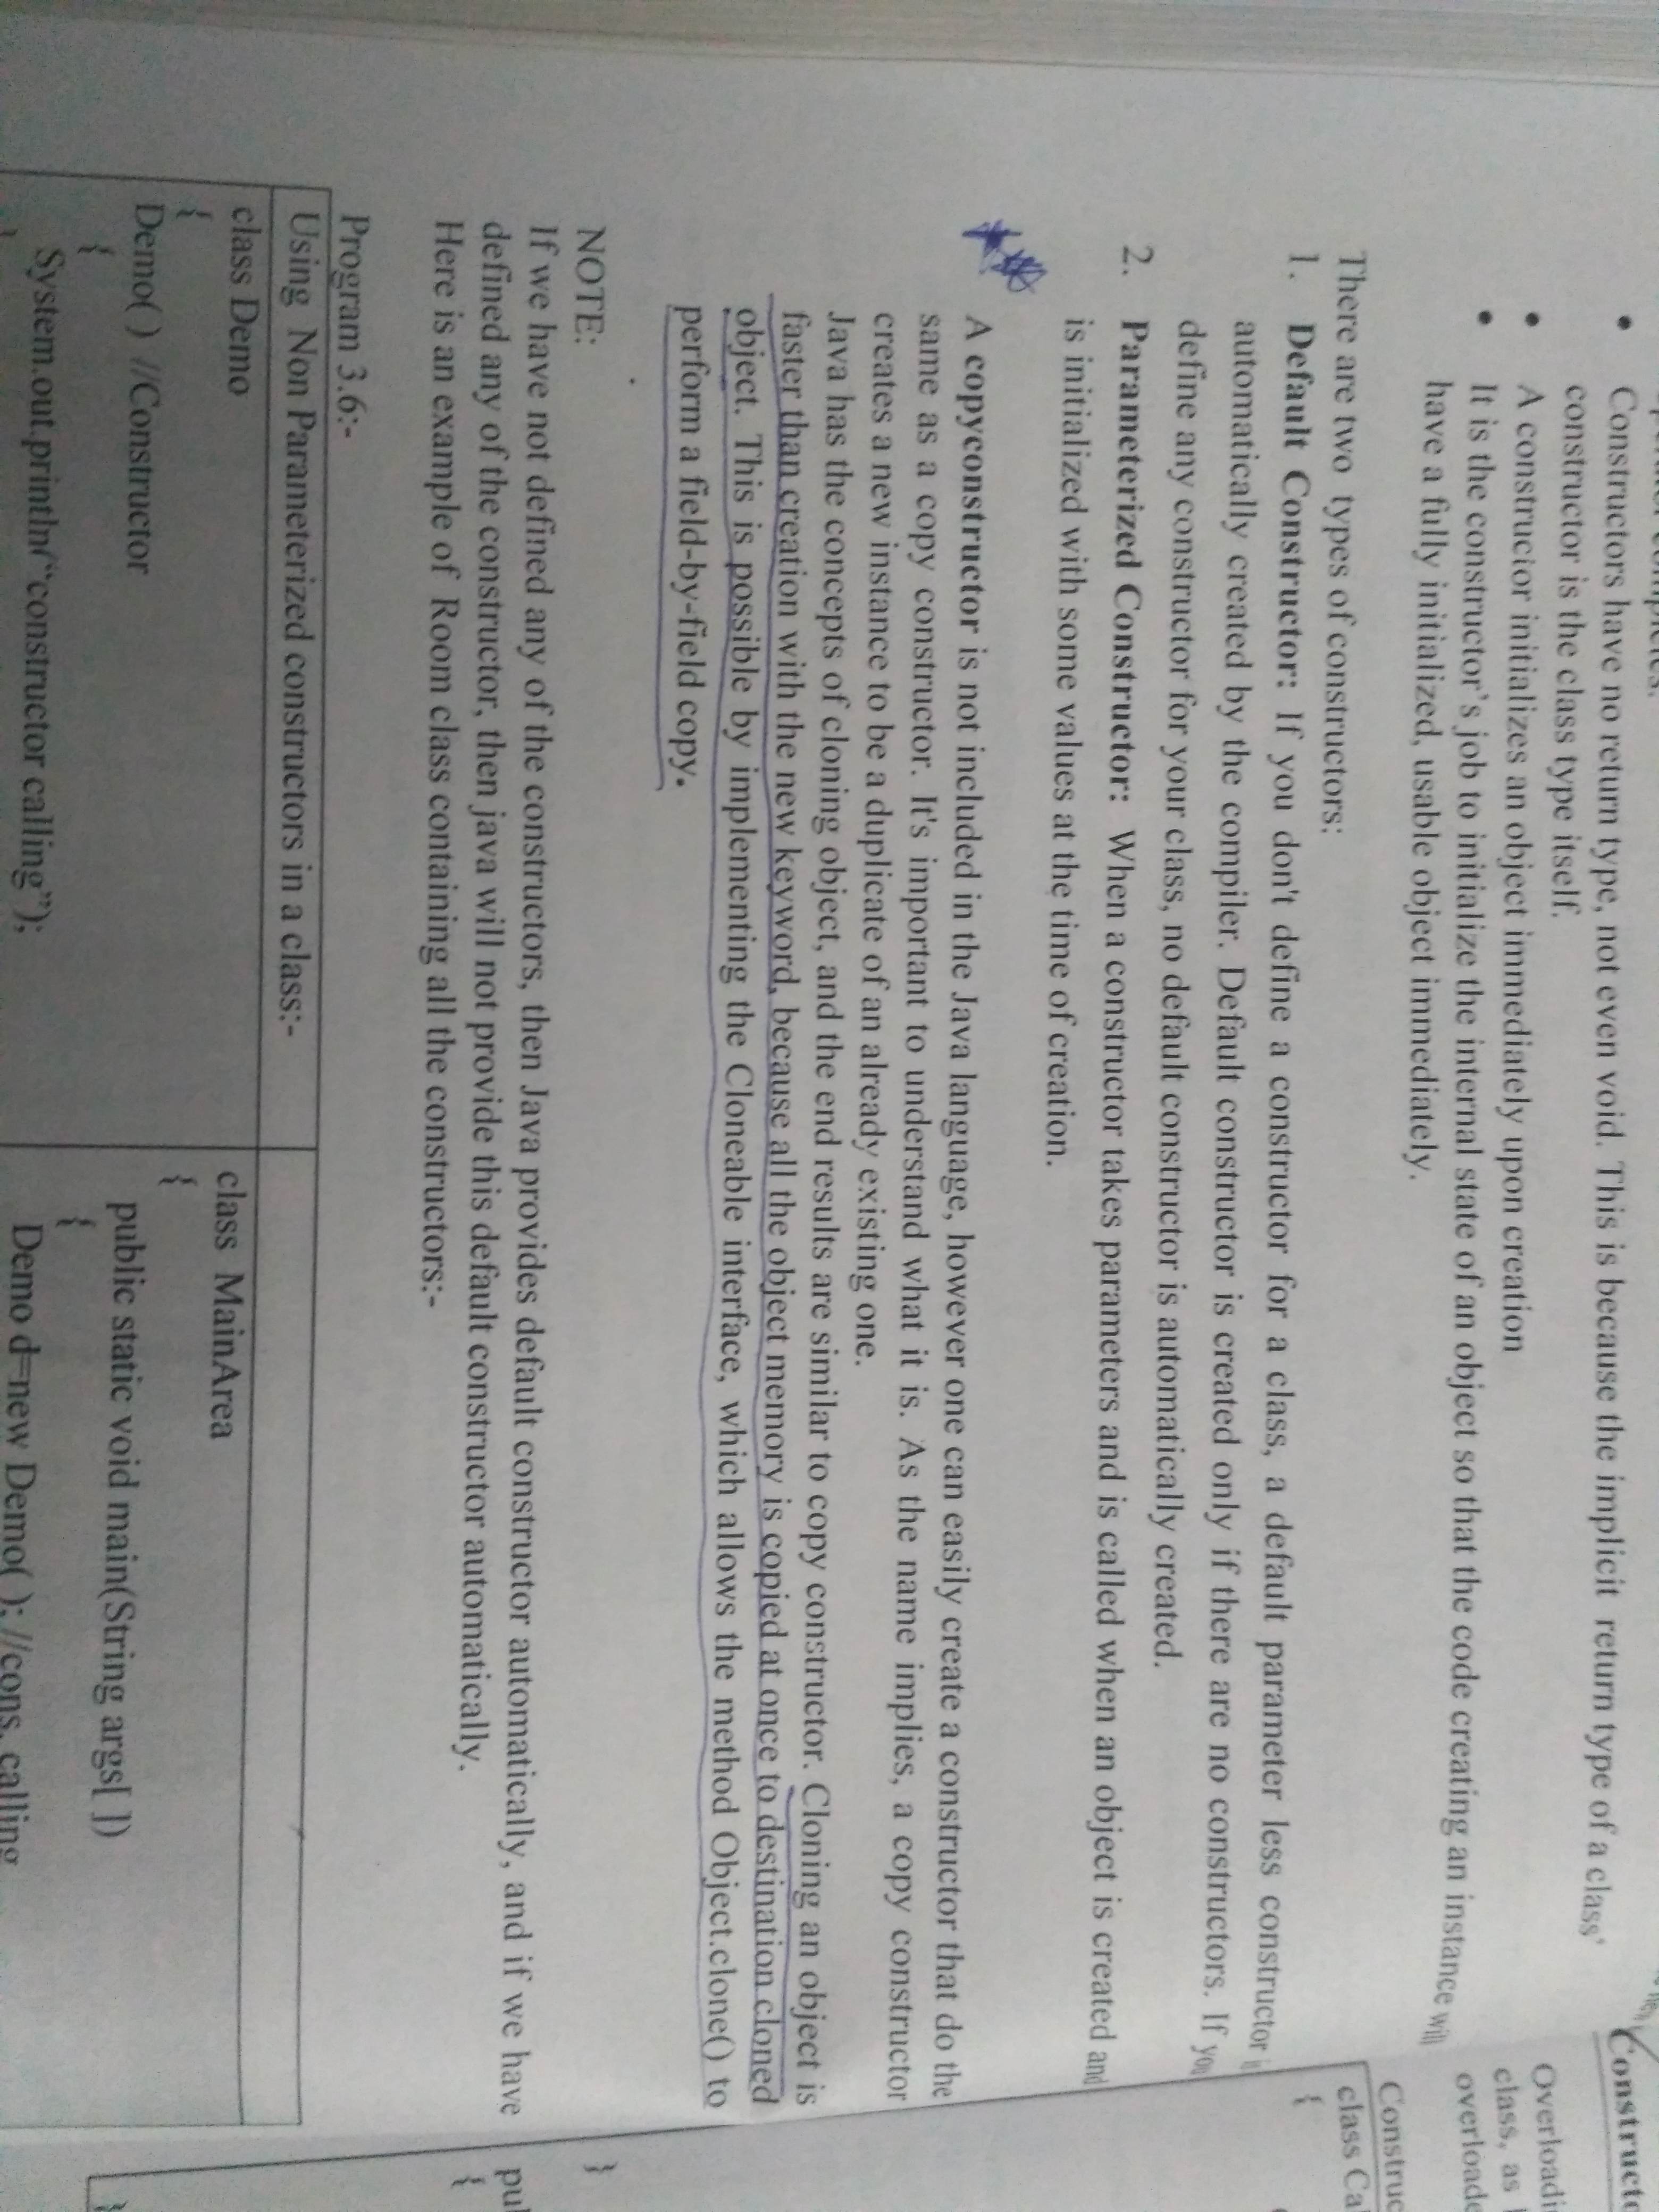 • Constructors have no return type, not even void. This is because the implicit return type of a class'
constructor is the class type itself.
• A constructor initializes an object immediately upon creation
• It is the constructor's job to initialize the internal state of an object so that the code creating an instance will
have a fully initialized, usable object immediately.
There are two types of constructors:
1. Default Constructor: If you don't define a constructor for a class, a default parameter less constructor is
automatically created by the compiler. Default constructor is created only if there are no constructors. If you
define any constructor for your class, no default constructor is automatically created.
2. Parameterized Constructor: When a constructor takes parameters and is called when an object is created and
is initialized with some values at the time of creation.
A copyconstructor is not included in the Java language, however one can easily create a constructor that do the
same as a copy constructor. It's important to understand what it is. As the name implies, a copy constructor
creates a new instance to be a duplicate of an already existing one.
Java has the concepts of cloning object, and the end results are similar to copy constructor. Cloning an object is
faster than creation with the new keyword, because all the object memory is copied at once to destination cloned
object. This is possible by implementing the Cloneable interface, which allows the method Object.clone() to
perform a field-by-field copy.
NOTE:
If we have not defined any of the constructors, then Java provides default constructor automatically, and if we have
defined any of the constructor, then java will not provide this default constructor automatically.
Here is an example of Room class containing all the constructors:-
Program 3.6:-
Using Non Parameterized constructors in a class:-
class Demo
{
Demo( ) //Constructor
{
System.out.println("constructor calling");
class MainArea
{
public static void main(String args[ ])
{
Demo d=new Demo( ); //cons. calling
Overloadi
class, as
overloade
Construc
class Cal
{
}
pul
{